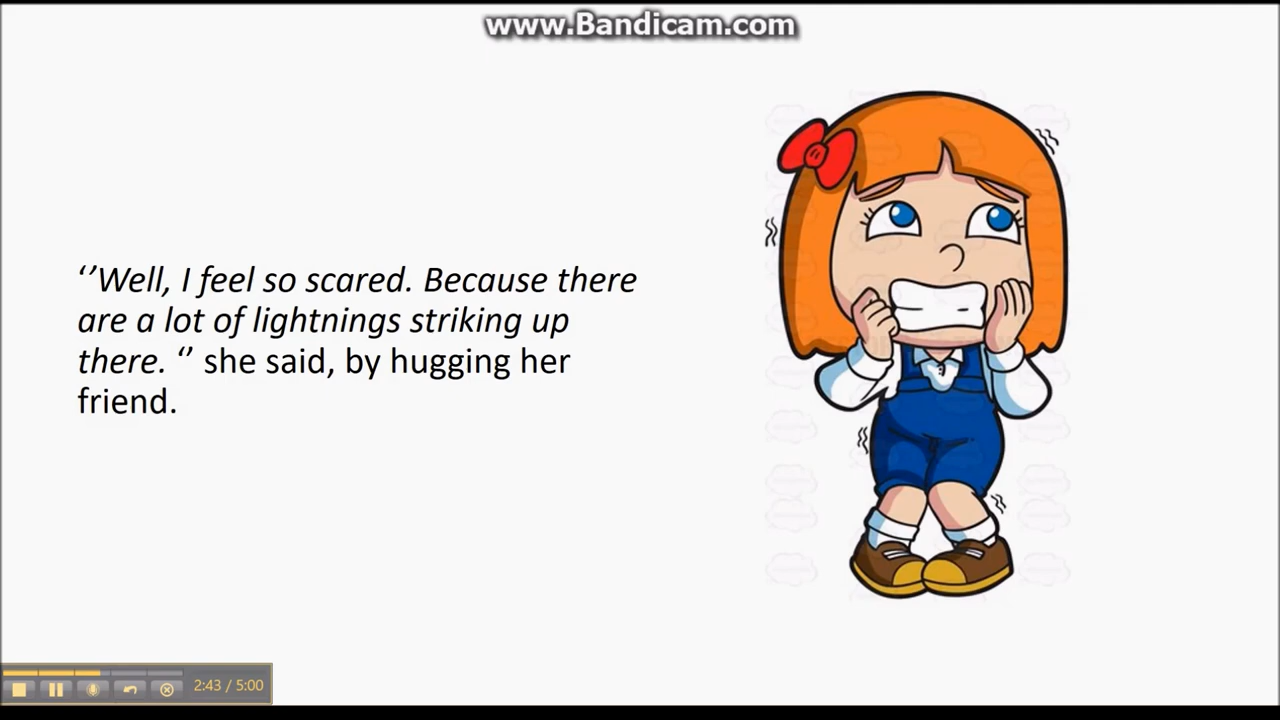 www.Bandicam.com
‘’Well, I feel so scared. Because there
are a lot of lightnings striking up
there. ‘’ she said, by hugging her
friend.
2:43 / 5:00